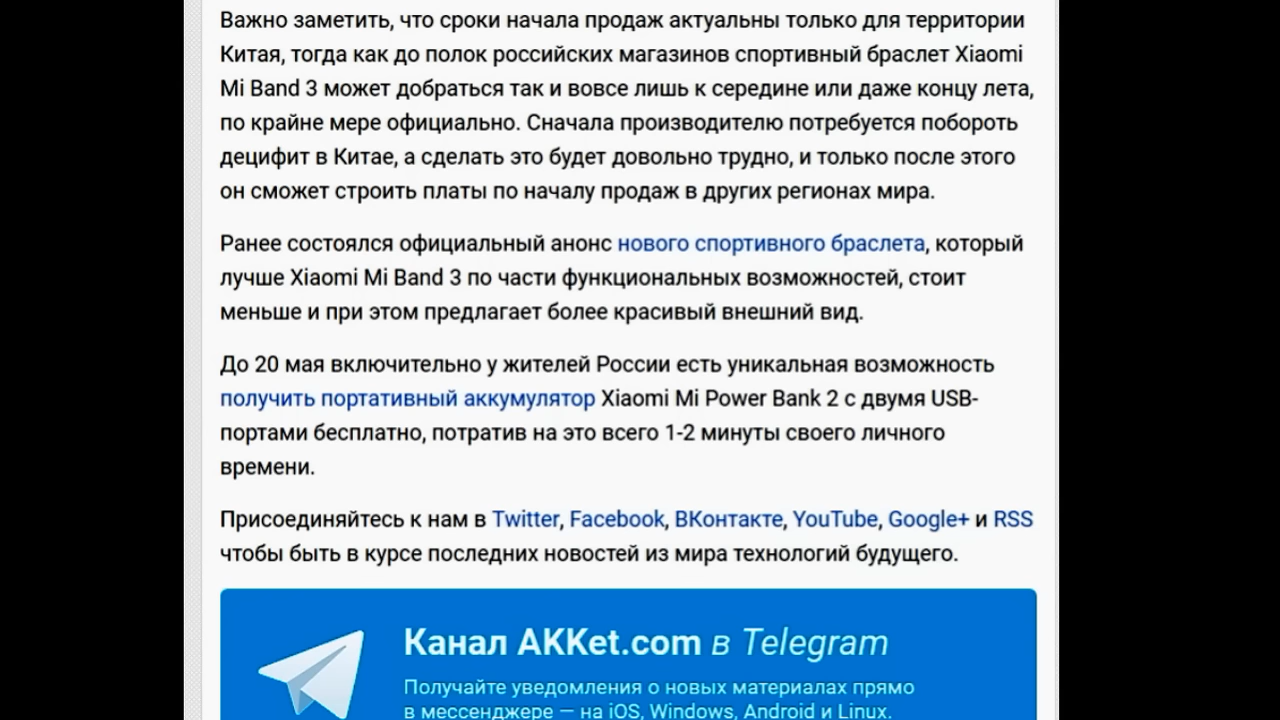 Важно заметить, что сроки начала продаж актуальны только для территории
Китая, тогда как до полок российских магазинов спортивный браслет Xiaomi
Mi Band 3 может добраться так и вовсе лишь к середине или даже концу лета,
по крайне мере официально. Сначала производителю потребуется побороть
децифит в Китае, а сделать это будет довольно трудно, и только после этого
он сможет строить платы по началу продаж в других регионах мира.
Ранее состоялся официальный анонс нового спортивного браслета, который
лучше Xiaomi Mi Band 3 по части функциональных возможностей, стоит
меньше и при этом предлагает более красивый внешний вид.
До 20 мая включительно у жителей России есть уникальная возможность
получить портативный аккумулятор Xiaomi Mi Power Bank 2 с двумя USB-
портами бесплатно, потратив на это всего 1-2 минуты своего личного
времени.
Присоединяйтесь к нам в Twitter, Facebook, ВКонтакте, YouTube, Google+ и RSS
чтобы быть в курсе последних новостей из мира технологий будущего.
Канал AKKet.com в Telegram
Получайте уведомления о новых материалах прямо
в мессенджере — на iOS, Windows, Android и Linux.